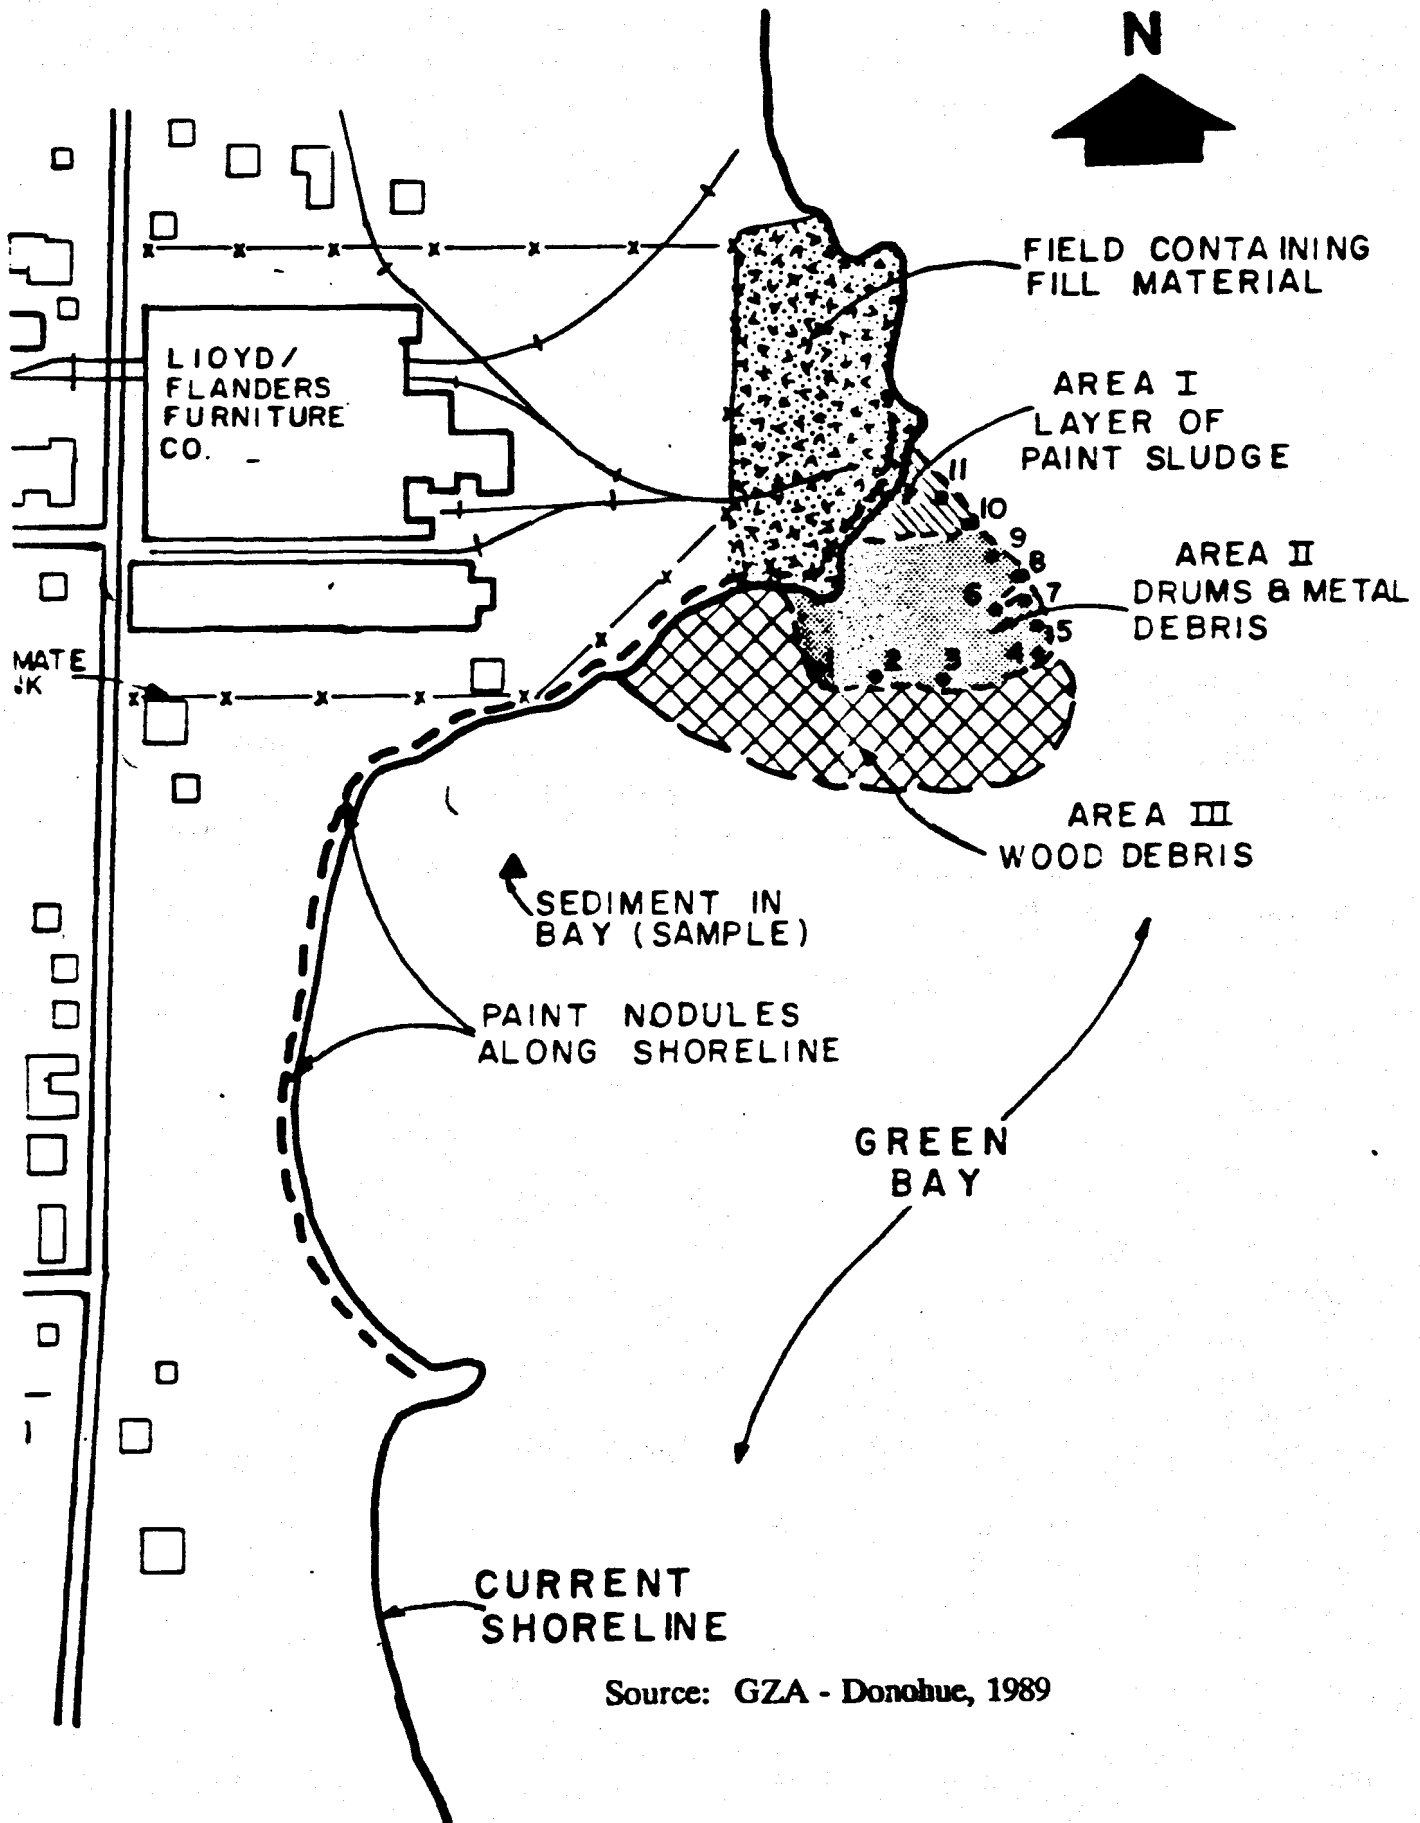 N
FIELD CONTAINING
FILL MATERIAL
LIOYD/
FLANDERS
FURNITURE
CO.
AREA I
LAYER OF
PAINT SLUDGE
11
10
9
8
7
6
5
4
3
2
AREA II
DRUMS & METAL
DEBRIS
MATE
AREA III
WOOD DEBRIS
SEDIMENT IN
BAY (SAMPLE)
PAINT NODULES
ALONG SHORELINE
GREEN
BAY
CURRENT
SHORELINE
Source: GZA - Donohue, 1989